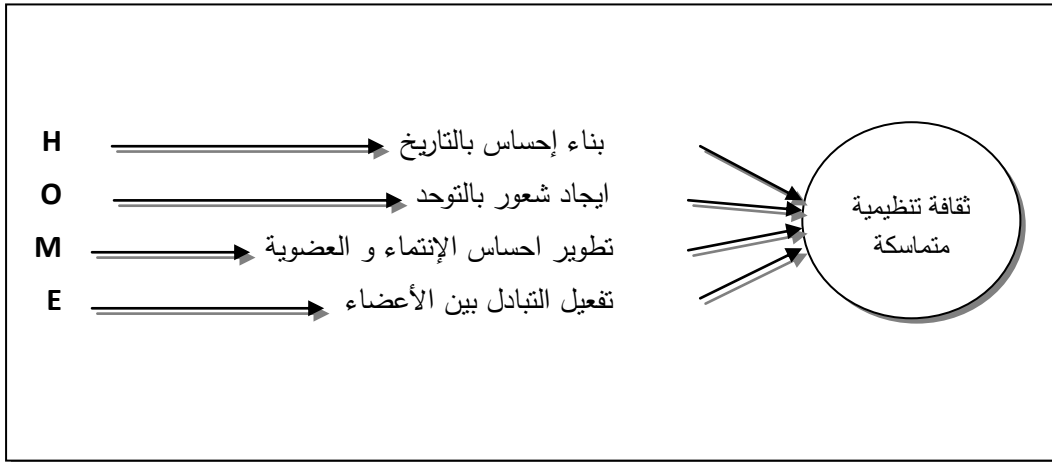 H بناء إحساس بالتاريخ
O ايجاد شعور بالتوحد
M تطوير احساس الإنتماء و العضوية
E تفعيل التبادل بين الأعضاء
ثقافة تنظيمية
متماسكة